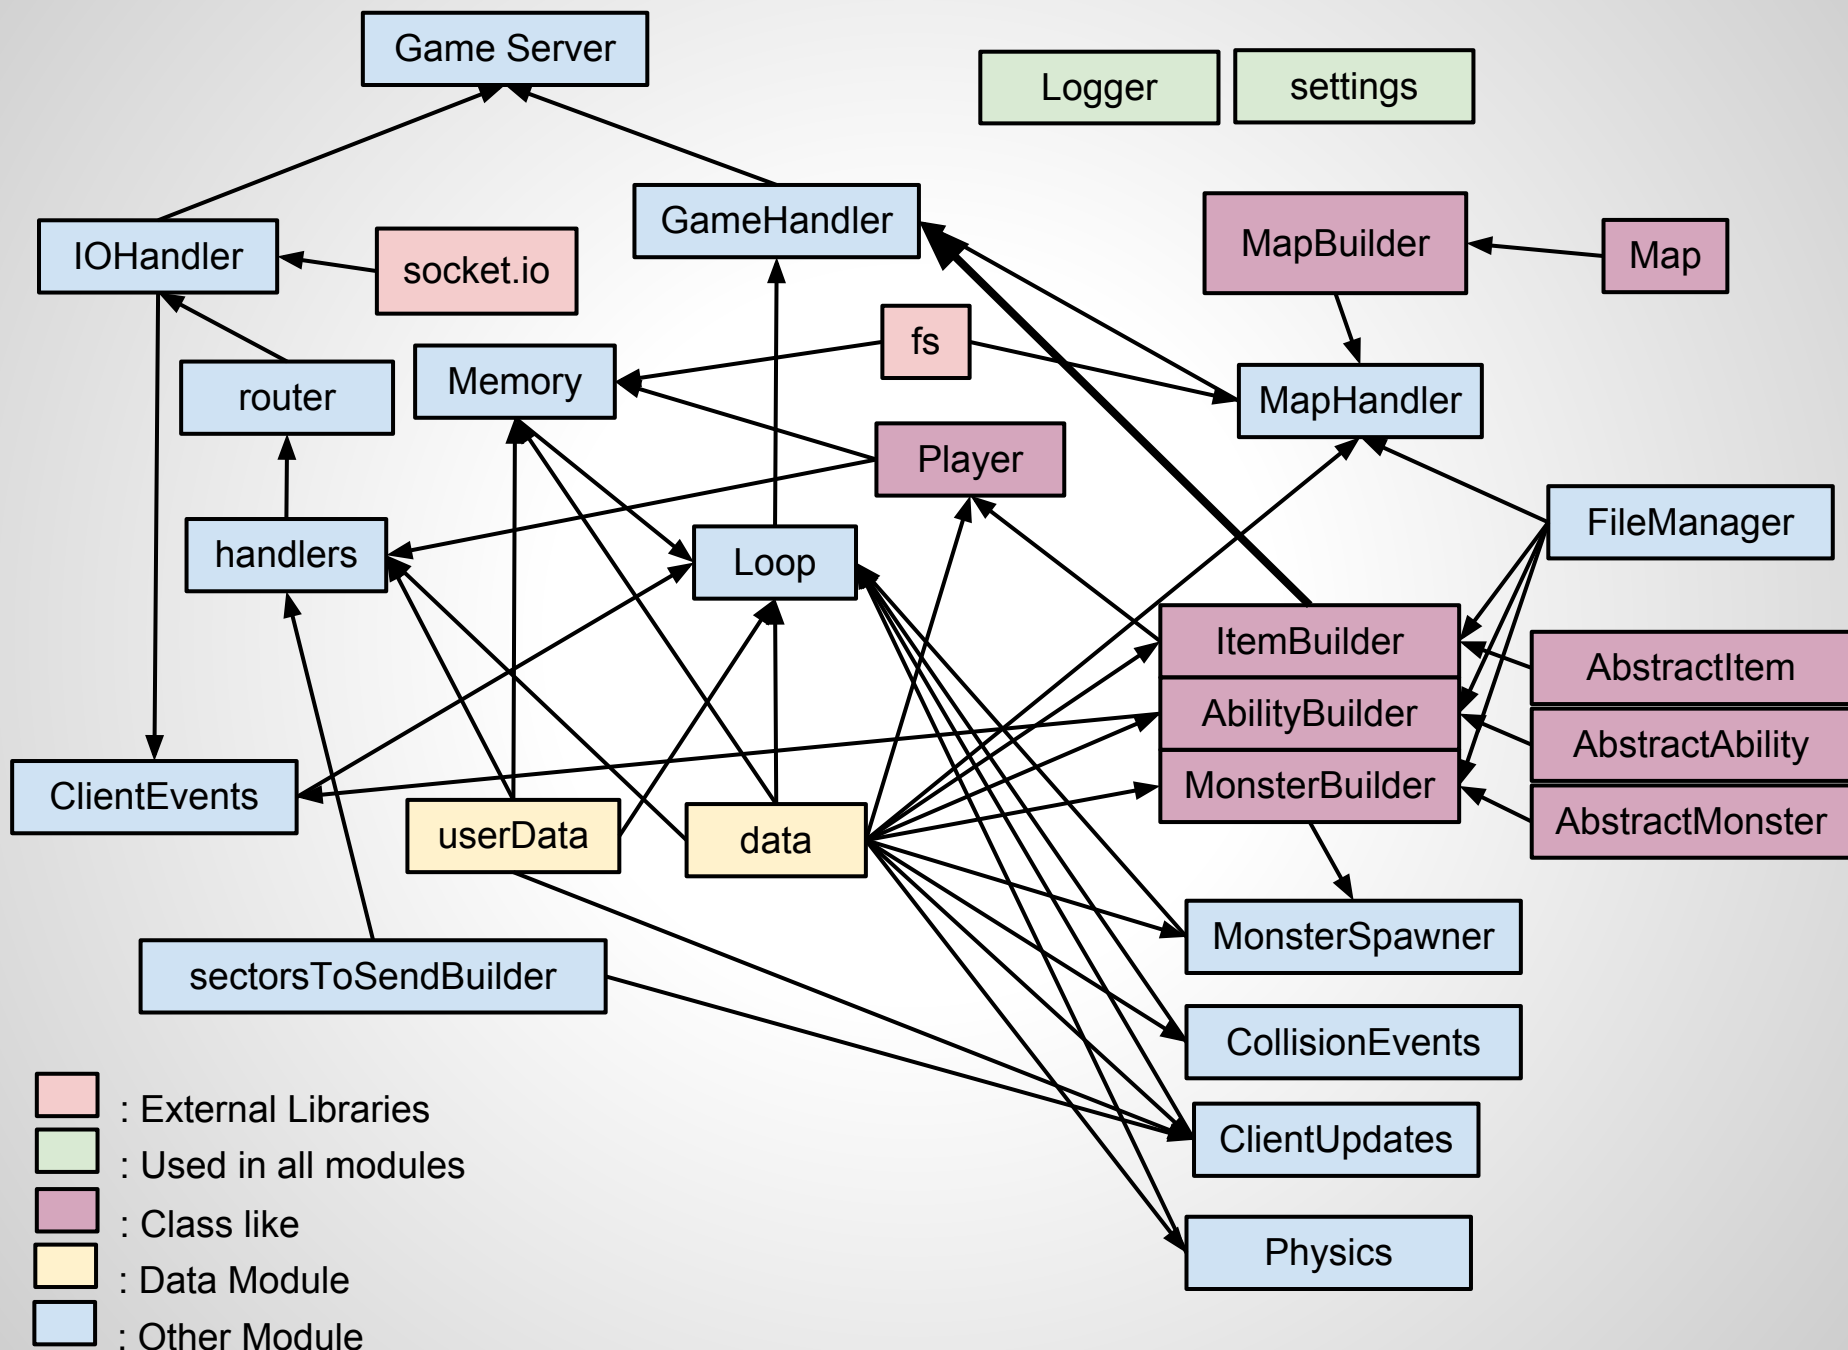 Game Server
Logger
settings
GameHandler
MapBuilder
Map
IOHandler
socket.io
fs
router
Memory
MapHandler
Player
FileManager
handlers
Loop
ItemBuilder
AbstractItem
AbilityBuilder
AbstractAbility
ClientEvents
MonsterBuilder
userData
data
AbstractMonster
MonsterSpawner
sectorsToSendBuilder
CollisionEvents
ClientUpdates
Physics
: External Libraries
: Used in all modules
: Class like
: Data Module
: Other Module